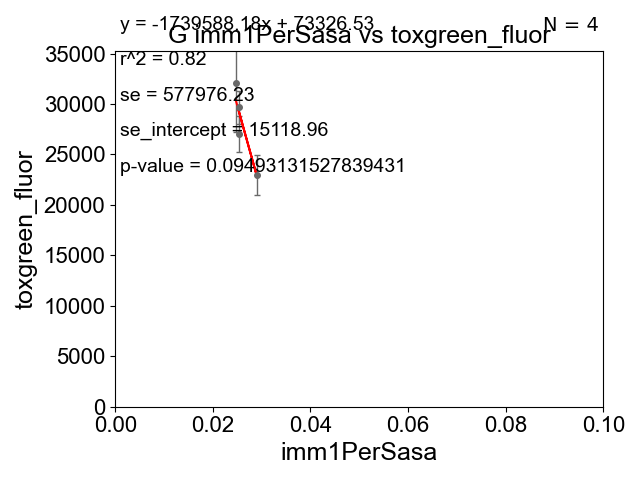 y = -1739588.18x + 73326.53
N = 4
G imm1PerSasa vs toxgreen_fluor
r^2 = 0.82
se = 577976.23
se_intercept = 15118.96
p-value = 0.09493131527839431
35000
30000
25000
20000
15000
10000
5000
0
toxgreen_fluor
0.00 0.02 0.04 0.06 0.08 0.10
imm1PerSasa